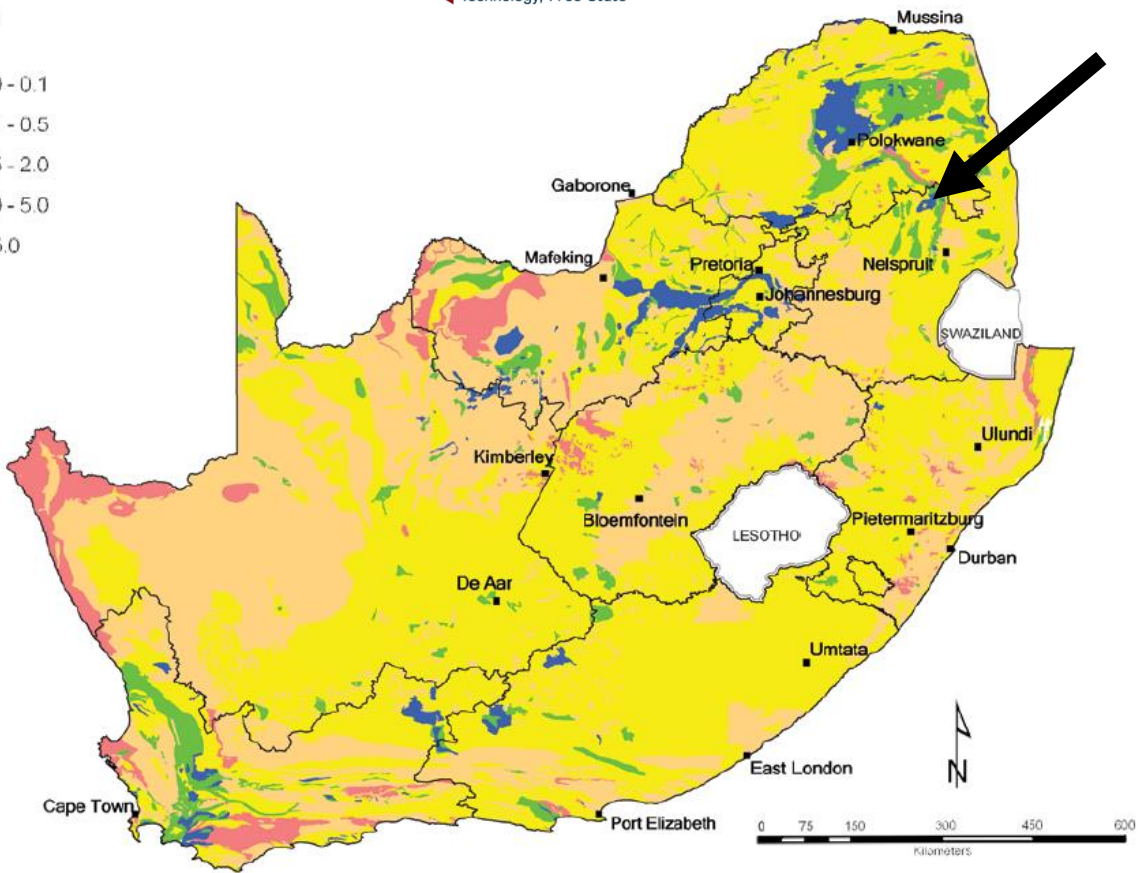 Technology, Free State
Mussina
- 0.1
- 0.5
- 2.0
- 5.0
Polokwane
Gaborone
Mafeking
Pretoria
Nelspruit
Johannesburg
SWAZILAND
Ulundi
Kimberley
Bloemfontein
LESOTHO
Pietermaritzburg
Durban
De Aar
Umtata
N
East London
Cape Town
Port Elizabeth
0 75 150 300 450 600
Kilometers